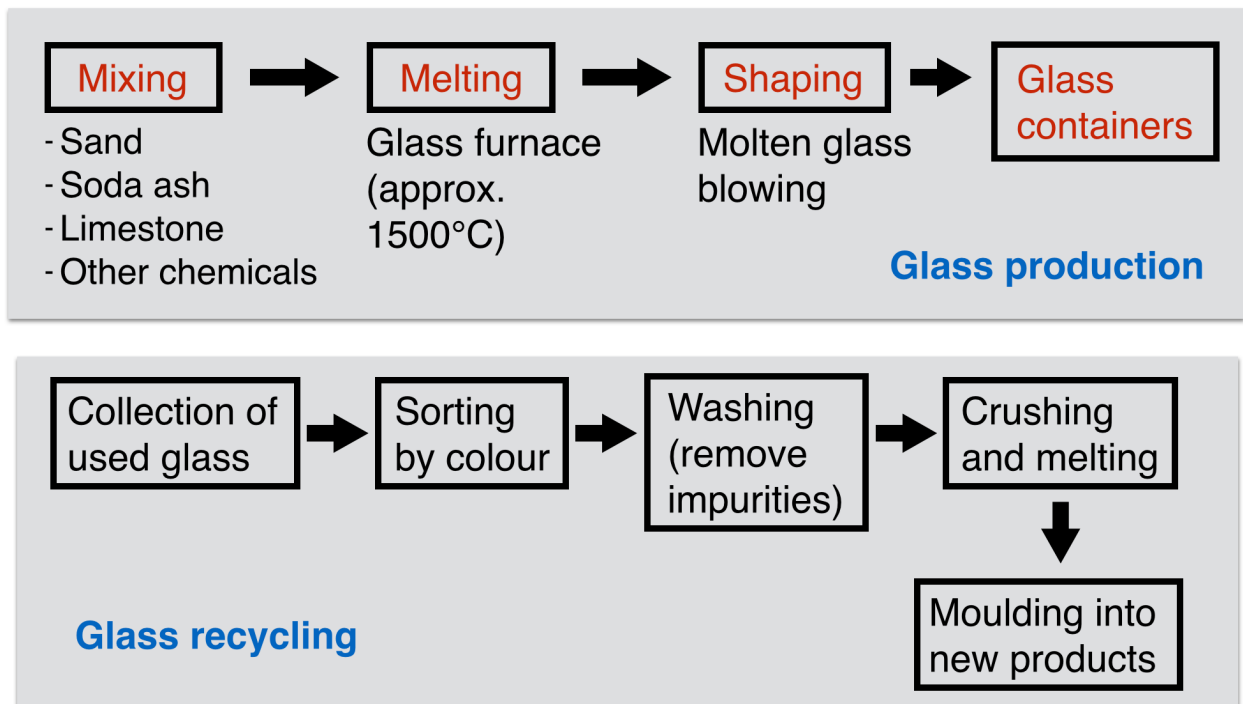 Mixing
- Sand
- Soda ash
- Limestone
- Other chemicals
Melting
Glass furnace
(approx.
1500°C)
Shaping
Molten glass
blowing
Glass
containers
Glass production
Collection of
used glass
Sorting
by colour
Washing
(remove
impurities)
Crushing
and melting
Moulding into
new products
Glass recycling